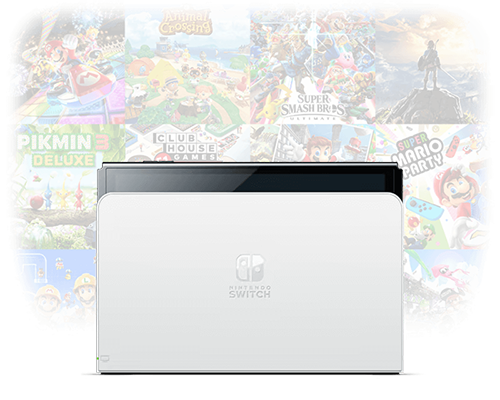 Animal
CROSSING
SUPER
SMASH BROS.
ULTIMATE
PIKMIN 3
DELUXE
CLUB
HOUSE
GAMES
SUPER
MARIO
PARTY
NINTENDO
SWITCH